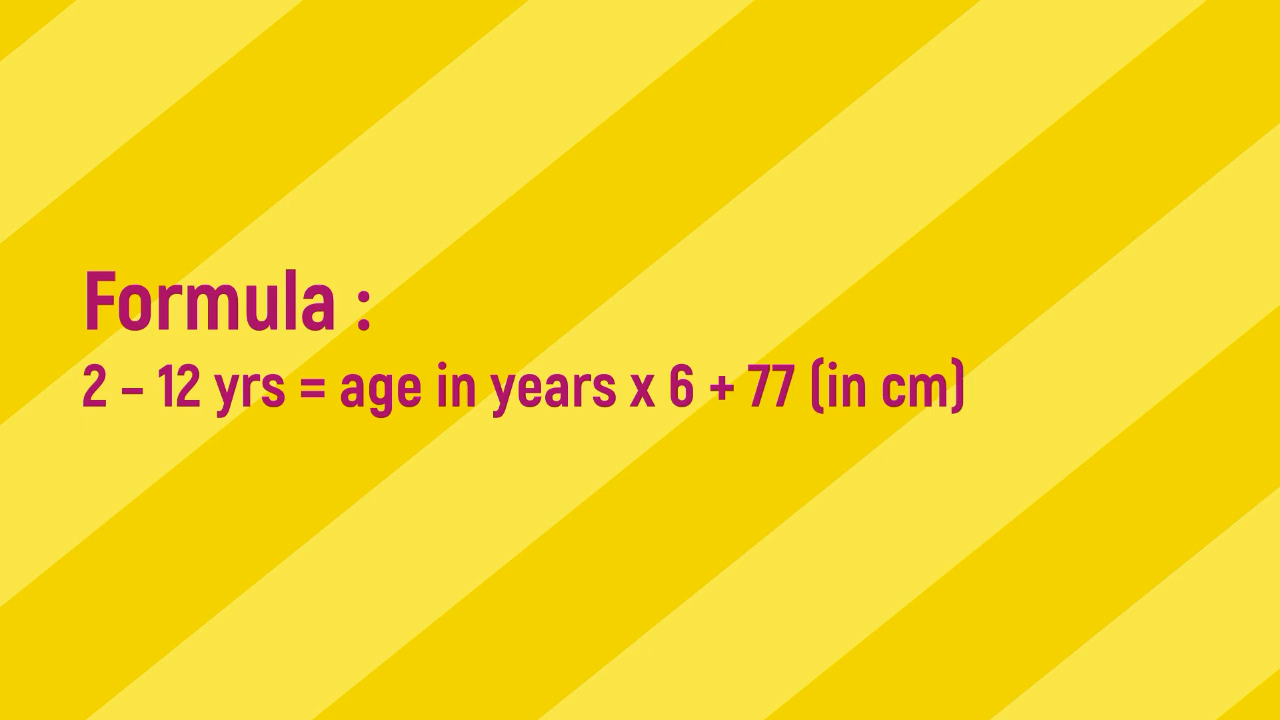 Formula :
2 – 12 yrs = age in years x 6 + 77 (in cm)